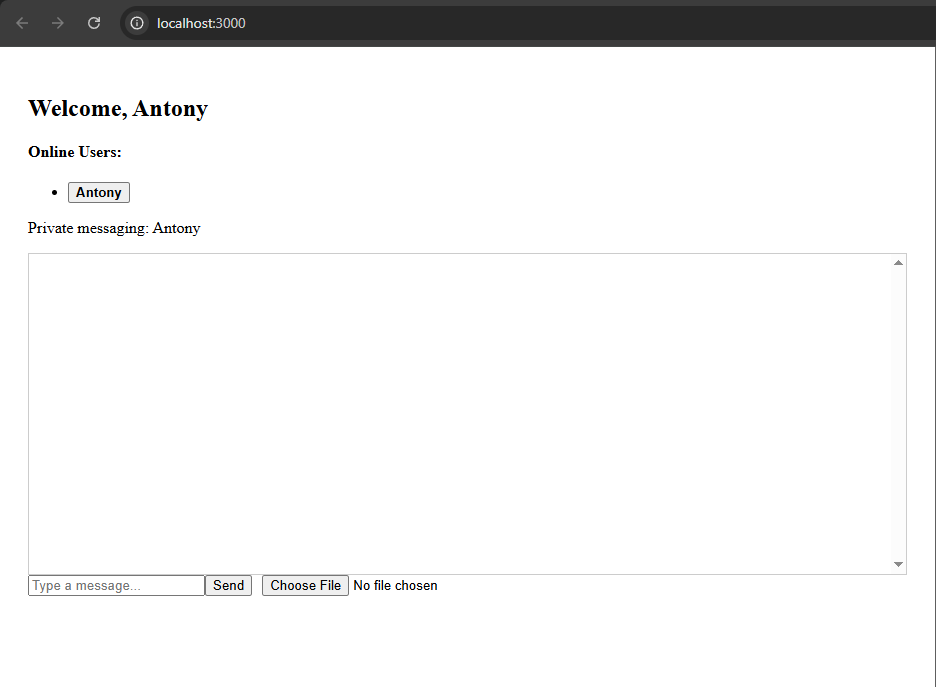 localhost:3000
Welcome, Antony
Online Users:
Antony
Private messaging: Antony
Type a message... Send Choose File No file chosen